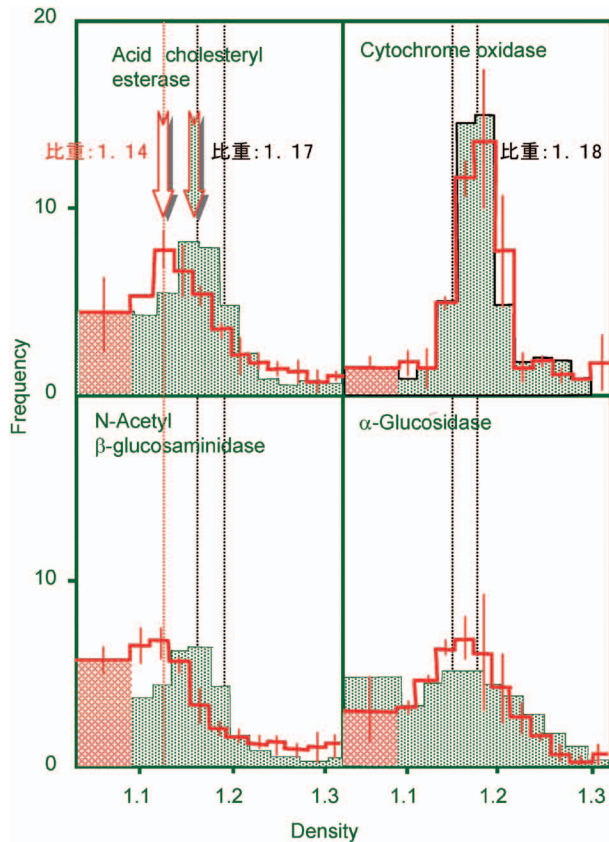 20
Acid cholesteryl
esterase
Cytochrome oxidase
比重:1.14
比重:1.17
比重:1.18
10
0
Frequency
N-Acetyl
β-glucosaminidase
α-Glucosidase
10
0
1.1
1.2
1.3
1.1
1.2
1.3
Density